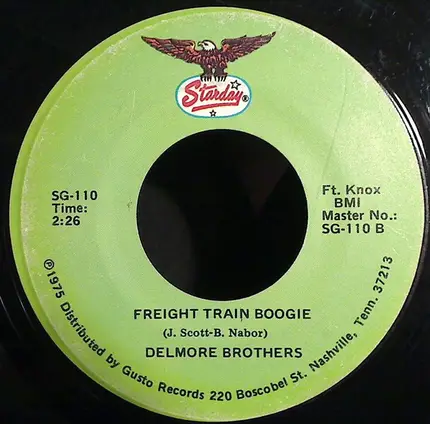 Starday®
SG-110
Time:
2:26
Ft. Knox
BMI
Master No.:
SG-110 B
FREIGHT TRAIN BOOGIE
(J. Scott-B. Nabor)
DELMORE BROTHERS
℗1975 Distributed by Gusto Records 220 Boscobel St. Nashville, Tenn. 37213